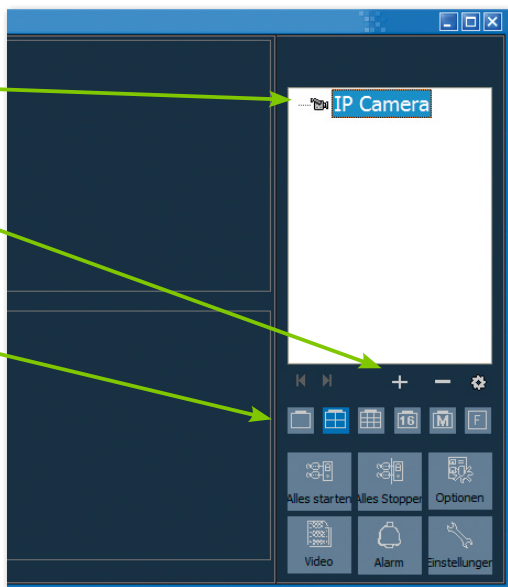 IP Camera
16 M F
Alles starten Alles Stoppen Optionen
Video Alarm Einstellungen